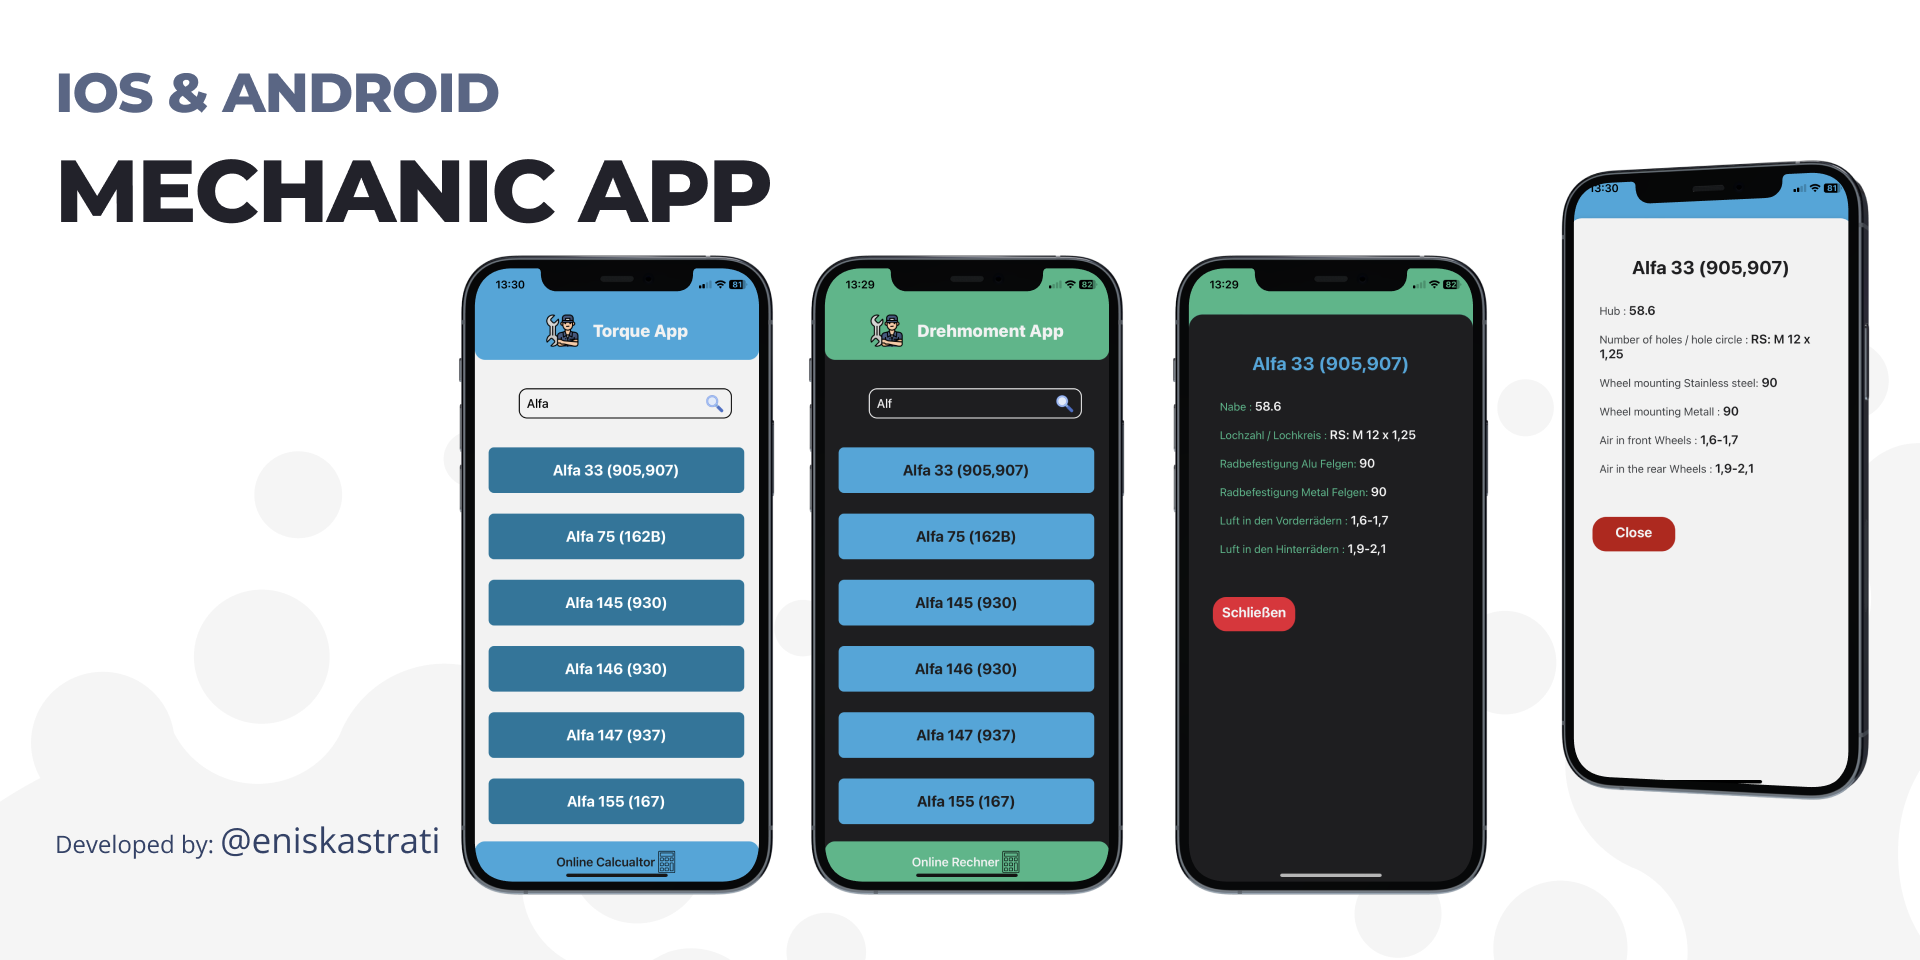 IOS & ANDROID
MECHANIC APP
13:30
81
Torque App
Alfa
Alfa 33 (905,907)
Alfa 75 (162B)
Alfa 145 (930)
Alfa 146 (930)
Alfa 147 (937)
Alfa 155 (167)
Online Calcualtor
13:29
82
Drehmoment App
Alf
Alfa 33 (905,907)
Alfa 75 (162B)
Alfa 145 (930)
Alfa 146 (930)
Alfa 147 (937)
Alfa 155 (167)
Online Rechner
13:29
82
Alfa 33 (905,907)
Nabe : 58.6
Lochzahl / Lochkreis : RS: M 12 x 1,25
Radbefestigung Alu Felgen: 90
Radbefestigung Metal Felgen: 90
Luft in den Vorderrädern : 1,6-1,7
Luft in den Hinterrädern : 1,9-2,1
Schließen
13:30
81
Alfa 33 (905,907)
Hub : 58.6
Number of holes / hole circle : RS: M 12 x
1,25
Wheel mounting Stainless steel: 90
Wheel mounting Metall : 90
Air in front Wheels : 1,6-1,7
Air in the rear Wheels : 1,9-2,1
Close
Developed by: @eniskastrati